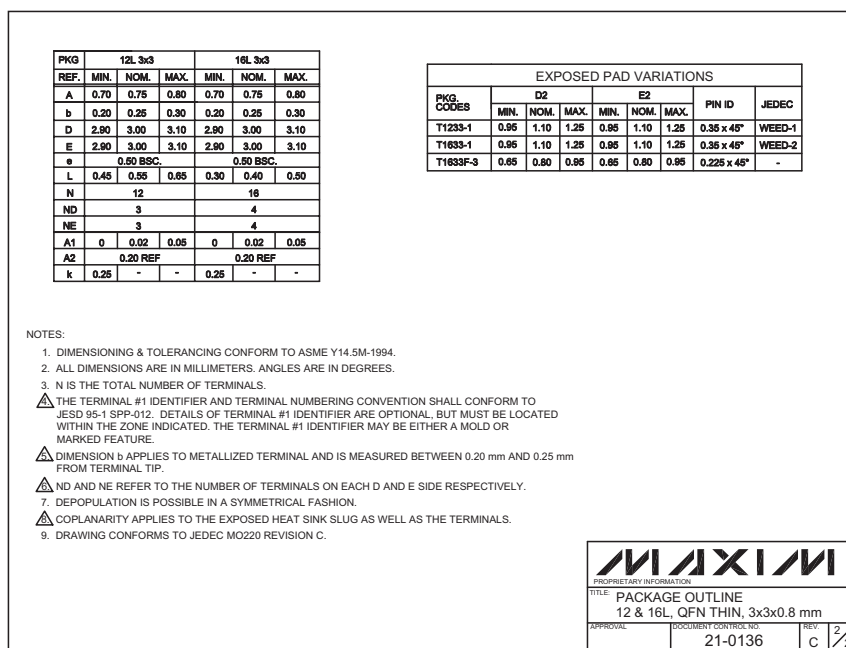 PKG 12L 3x3 16L 3x3
REF. MIN. NOM. MAX. MIN. NOM. MAX.
A 0.70 0.75 0.80 0.70 0.75 0.80
b 0.20 0.25 0.30 0.20 0.25 0.30
D 2.90 3.00 3.10 2.90 3.00 3.10
E 2.90 3.00 3.10 2.90 3.00 3.10
e 0.50 BSC. 0.50 BSC.
L 0.45 0.55 0.65 0.30 0.40 0.50
N 12 16
ND 3 4
NE 3 4
A1 0 0.02 0.05 0 0.02 0.05
A2 0.20 REF 0.20 REF
k 0.25 - - 0.25 - -
EXPOSED PAD VARIATIONS
PKG. CODES D2 E2 PIN ID JEDEC
MIN. NOM. MAX. MIN. NOM. MAX.
T1233-1 0.95 1.10 1.25 0.95 1.10 1.25 0.35 x 45° WEED-1
T1633-1 0.95 1.10 1.25 0.95 1.10 1.25 0.35 x 45° WEED-2
T1633F-3 0.65 0.80 0.95 0.65 0.80 0.95 0.225 x 45° -
NOTES:
1. DIMENSIONING & TOLERANCING CONFORM TO ASME Y14.5M-1994.
2. ALL DIMENSIONS ARE IN MILLIMETERS. ANGLES ARE IN DEGREES.
3. N IS THE TOTAL NUMBER OF TERMINALS.
4. THE TERMINAL #1 IDENTIFIER AND TERMINAL NUMBERING CONVENTION SHALL CONFORM TO
JESD 95-1 SPP-012. DETAILS OF TERMINAL #1 IDENTIFIER ARE OPTIONAL, BUT MUST BE LOCATED
WITHIN THE ZONE INDICATED. THE TERMINAL #1 IDENTIFIER MAY BE EITHER A MOLD OR
MARKED FEATURE.
5. DIMENSION b APPLIES TO METALLIZED TERMINAL AND IS MEASURED BETWEEN 0.20 mm AND 0.25 mm
FROM TERMINAL TIP.
6. ND AND NE REFER TO THE NUMBER OF TERMINALS ON EACH D AND E SIDE RESPECTIVELY.
7. DEPOPULATION IS POSSIBLE IN A SYMMETRICAL FASHION.
8. COPLANARITY APPLIES TO THE EXPOSED HEAT SINK SLUG AS WELL AS THE TERMINALS.
9. DRAWING CONFORMS TO JEDEC MO220 REVISION C.
MAXIM
PROPRIETARY INFORMATION
TITLE: PACKAGE OUTLINE
12 & 16L, QFN THIN, 3x3x0.8 mm
APPROVAL DOCUMENT CONTROL NO. REV.
21-0136 C 2/